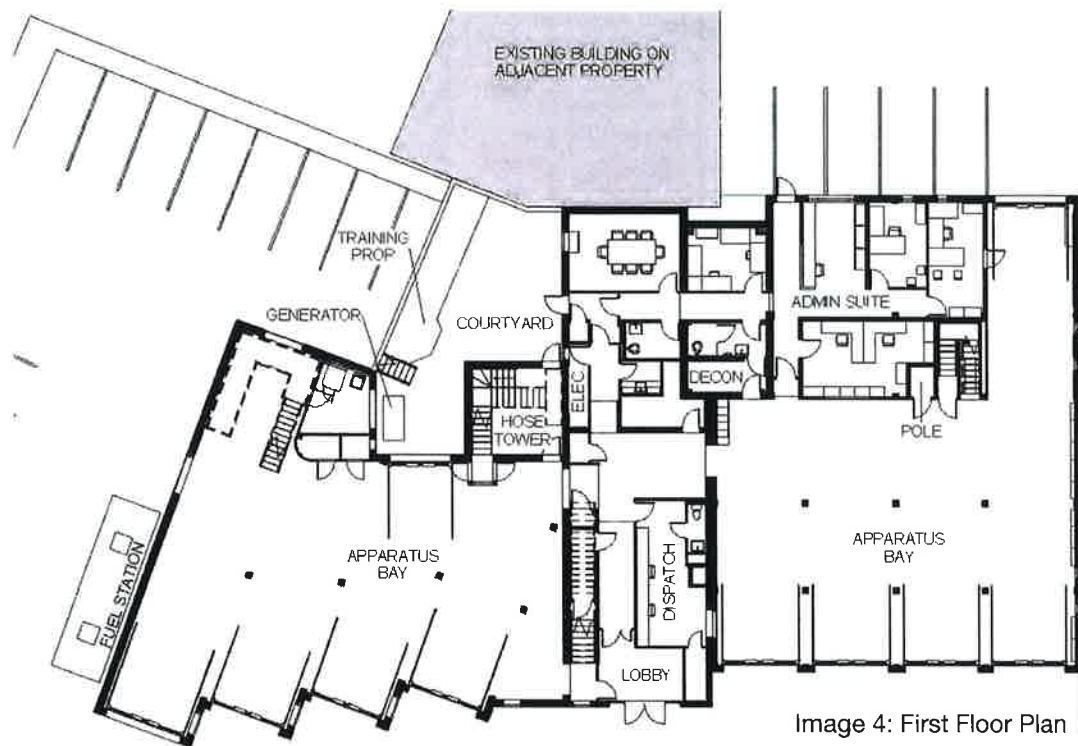 EXISTING BUILDING ON
ADJACENT PROPERTY
TRAINING
PROP
GENERATOR
COURTYARD
ADMIN SUITE
DECON
ELEC
HOSE
TOWER
POLE
APPARATUS
BAY
DISPATCH
APPARATUS
BAY
FUEL STATION
LOBBY
Image 4: First Floor Plan